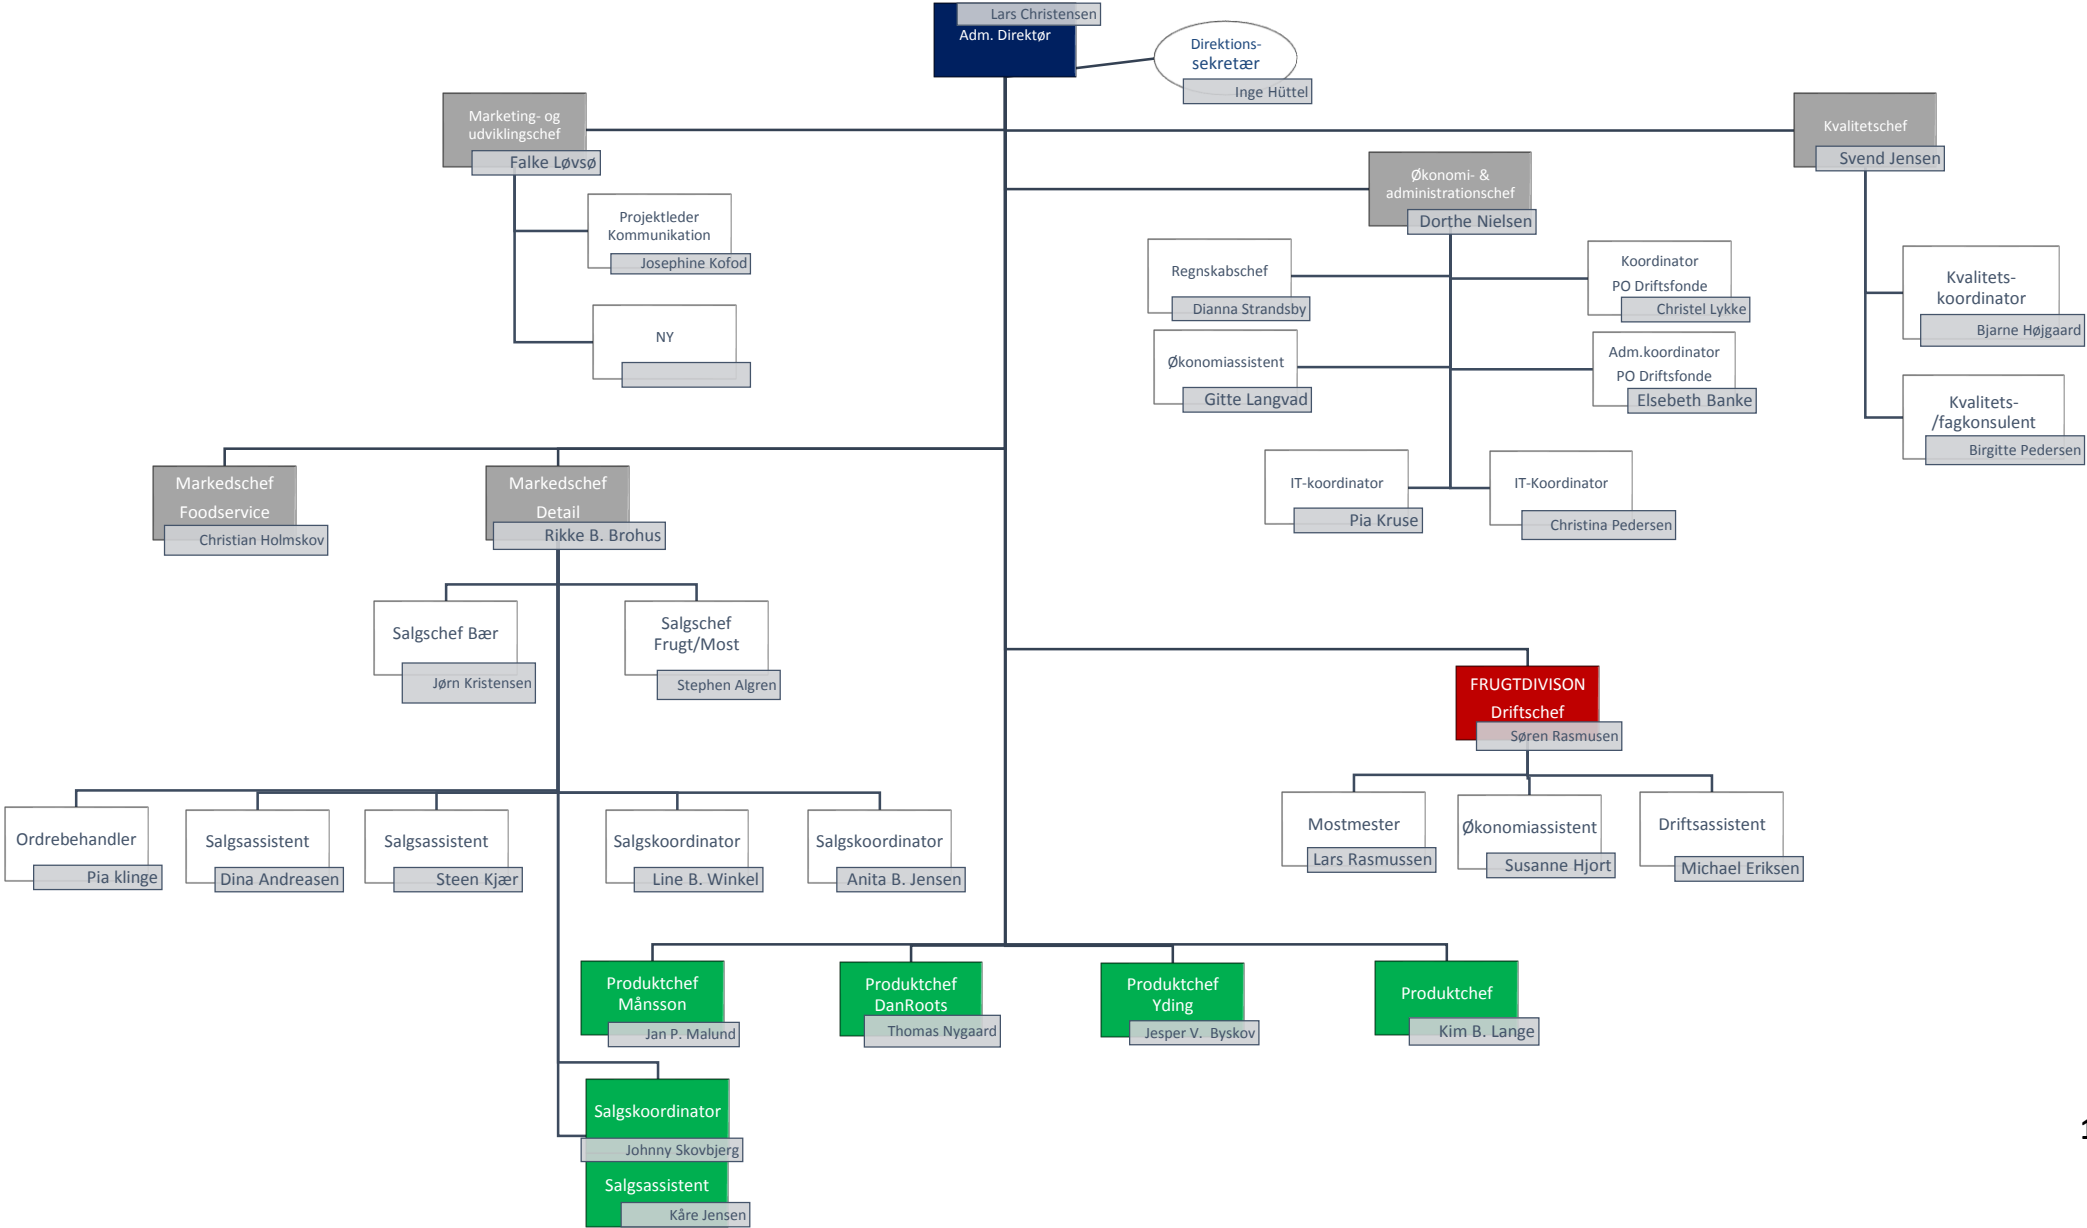 Lars Christensen
Adm. Direktør
Direktions-
sekretær
Inge Hüttel
Marketing- og
udviklingschef
Falke Løvsø
Kvalitetschef
Svend Jensen
Økonomi- &
administrationschef
Dorthe Nielsen
Projektleder
Kommunikation
Josephine Kofod
NY
Regnskabschef
Dianna Strandsby
Koordinator
PO Driftsfonde
Christel Lykke
Økonomiassistent
Gitte Langvad
Adm.koordinator
PO Driftsfonde
Elsebeth Banke
IT-koordinator
Pia Kruse
IT-Koordinator
Christina Pedersen
Kvalitets-
koordinator
Bjarne Højgaard
Kvalitets-
/fagkonsulent
Birgitte Pedersen
Markedschef
Foodservice
Christian Holmskov
Markedschef
Detail
Rikke B. Brohus
Salgschef Bær
Jørn Kristensen
Salgschef
Frugt/Most
Stephen Algren
FRUGTDIVISON
Driftschef
Søren Rasmusen
Ordrebehandler
Pia klinge
Salgsassistent
Dina Andreasen
Salgsassistent
Steen Kjær
Salgskoordinator
Line B. Winkel
Salgskoordinator
Anita B. Jensen
Mostmester
Lars Rasmussen
Økonomiassistent
Susanne Hjort
Driftsassistent
Michael Eriksen
Produktchef
Månsson
Jan P. Malund
Produktchef
DanRoots
Thomas Nygaard
Produktchef
Yding
Jesper V.  Byskov
Produktchef
Kim B. Lange
Salgskoordinator
Johnny Skovbjerg
Salgsassistent
Kåre Jensen